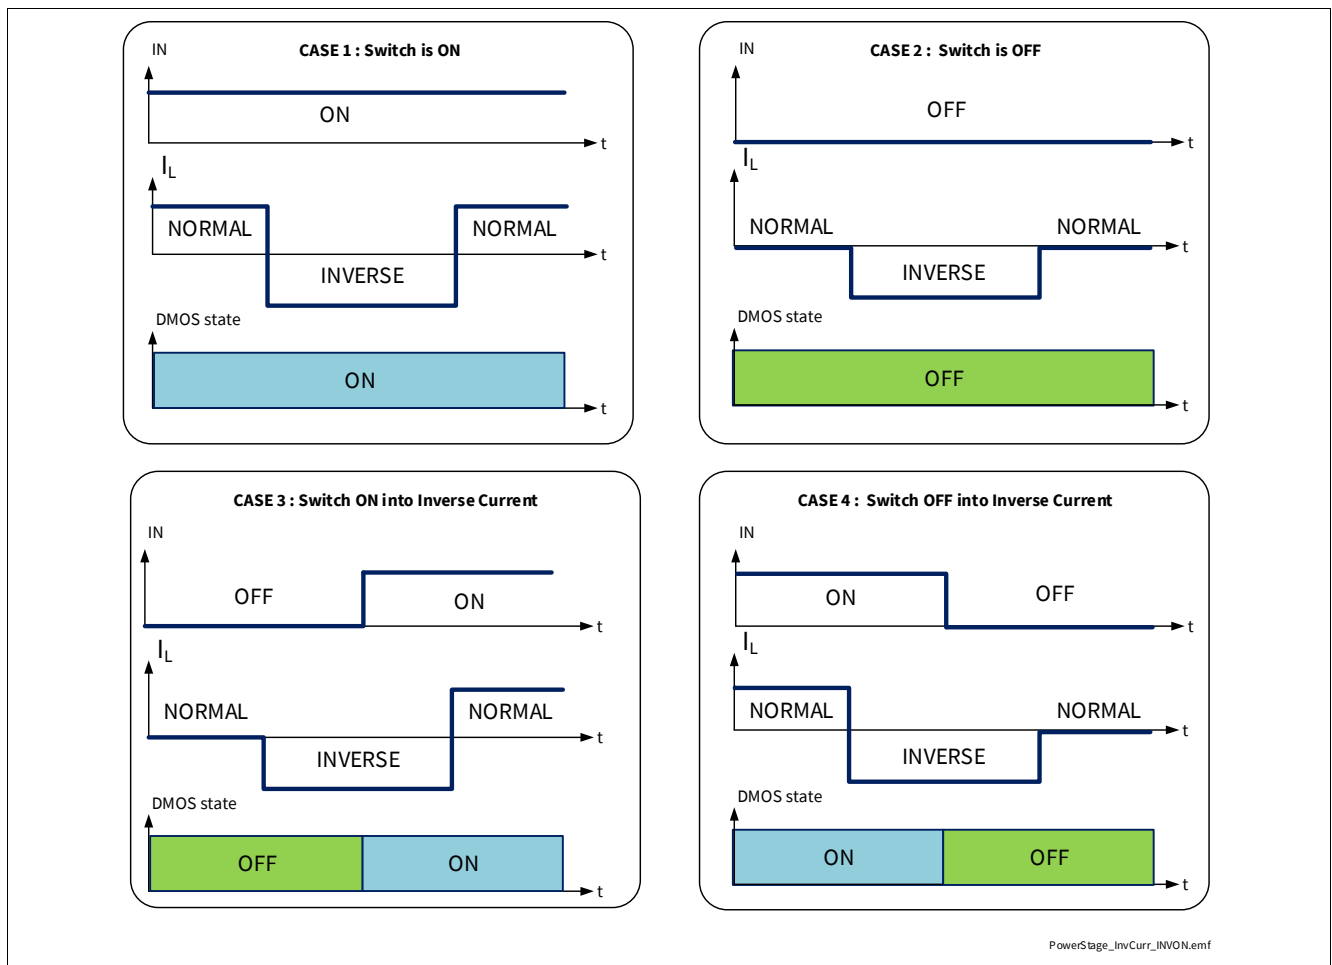 CASE 1 : Switch is ON
IN
ON
t
IL
NORMAL
NORMAL
INVERSE
t
DMOS state
ON
t
CASE 2 :  Switch is OFF
IN
OFF
t
IL
NORMAL
NORMAL
INVERSE
t
DMOS state
OFF
t
CASE 3 : Switch ON into Inverse Current
IN
OFF
ON
t
IL
NORMAL
NORMAL
INVERSE
t
DMOS state
OFF
ON
t
CASE 4 :  Switch OFF into Inverse Current
IN
ON
OFF
t
IL
NORMAL
NORMAL
INVERSE
t
DMOS state
ON
OFF
t
PowerStage_InvCurr_INVON.emf